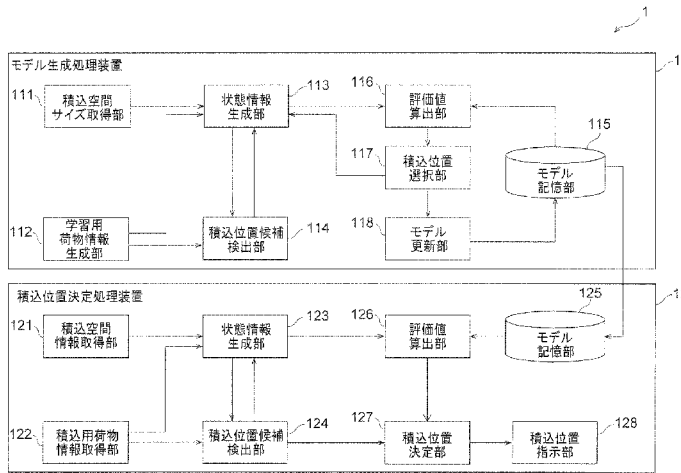 1
モデル生成処理装置
1
111
積込空間
サイズ取得部
113
状態情報
生成部
116
評価値
算出部
115
モデル
記憶部
117
積込位置
選択部
112
学習用
荷物情報
生成部
114
積込位置候補
検出部
118
モデル
更新部
積込位置決定処理装置
1
121
積込空間
情報取得部
123
状態情報
生成部
126
評価値
算出部
125
モデル
記憶部
122
積込用荷物
情報取得部
124
積込位置候補
検出部
127
積込位置
決定部
128
積込位置
指示部